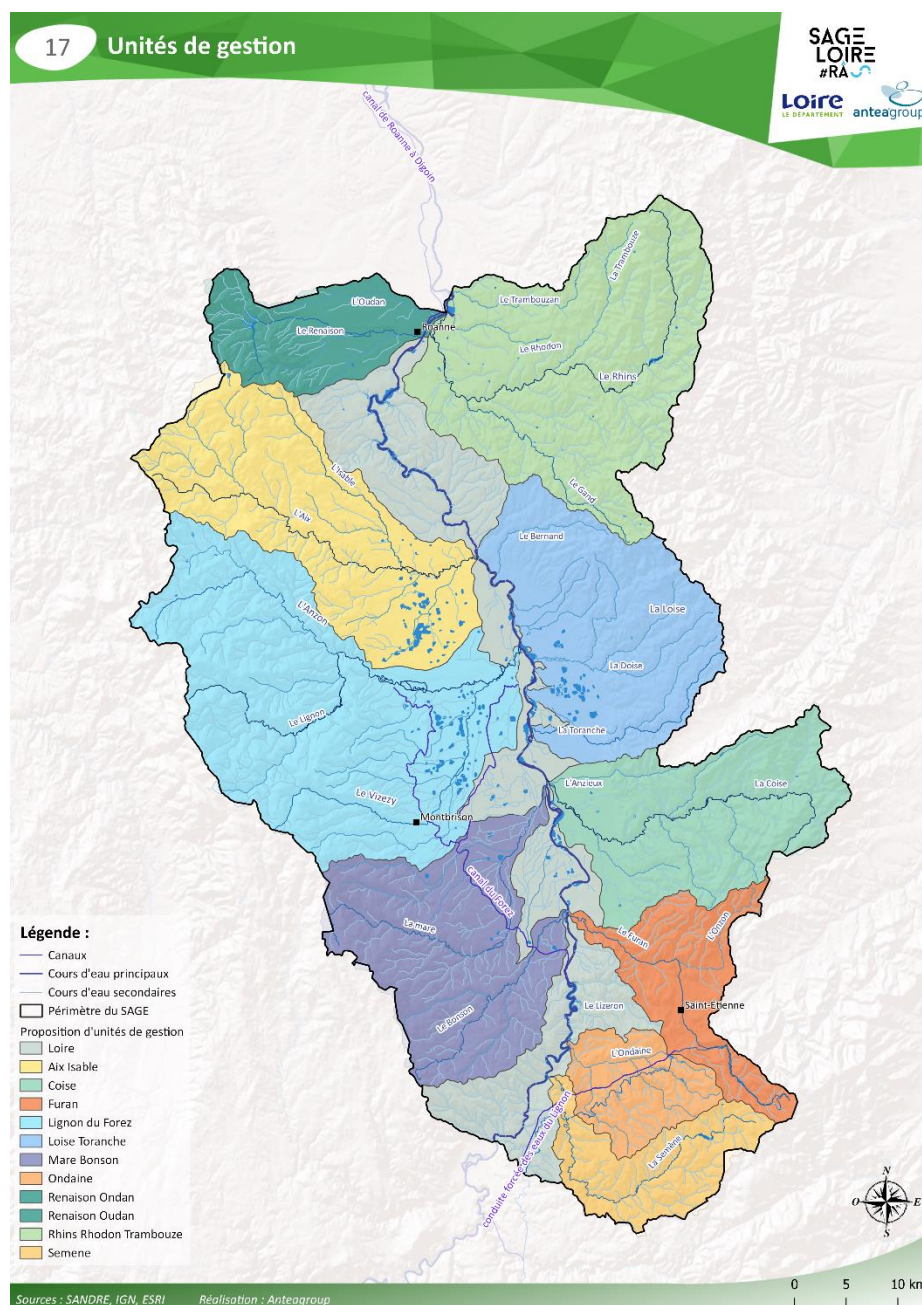 17 Unités de gestion
SAGE
LOIRE
#RA
Loire
LE DÉPARTEMENT
anteagroup
canal de Roanne à Digoin
La Trambouze
L'Oudan
Le Trambouzan
Le Renaison
Roanne
Le Rhodon
Le Rhins
L'Isable
Le Gand
L'Aix
Le Bernand
L'Anzon
La Loise
La Doise
Le Lignon
La Toranche
L'Anzieux
La Coise
Le Vizezy
Montbrison
canal du Forez
La mare
Le Furan
L'Onzon
Le Bonson
Le Lizeron
Saint-Etienne
L'Ondaine
La Semène
conduite forcée des eaux du Lignon
Légende :
Canaux
Cours d'eau principaux
Cours d'eau secondaires
Périmètre du SAGE
Proposition d'unités de gestion
Loire
Aix Isable
Coise
Furan
Lignon du Forez
Loise Toranche
Mare Bonson
Ondaine
Renaison Ondan
Renaison Oudan
Rhins Rhodon Trambouze
Semene
N
O E
S
0 5 10 km
Sources : SANDRE, IGN, ESRI Réalisation : Anteagroup